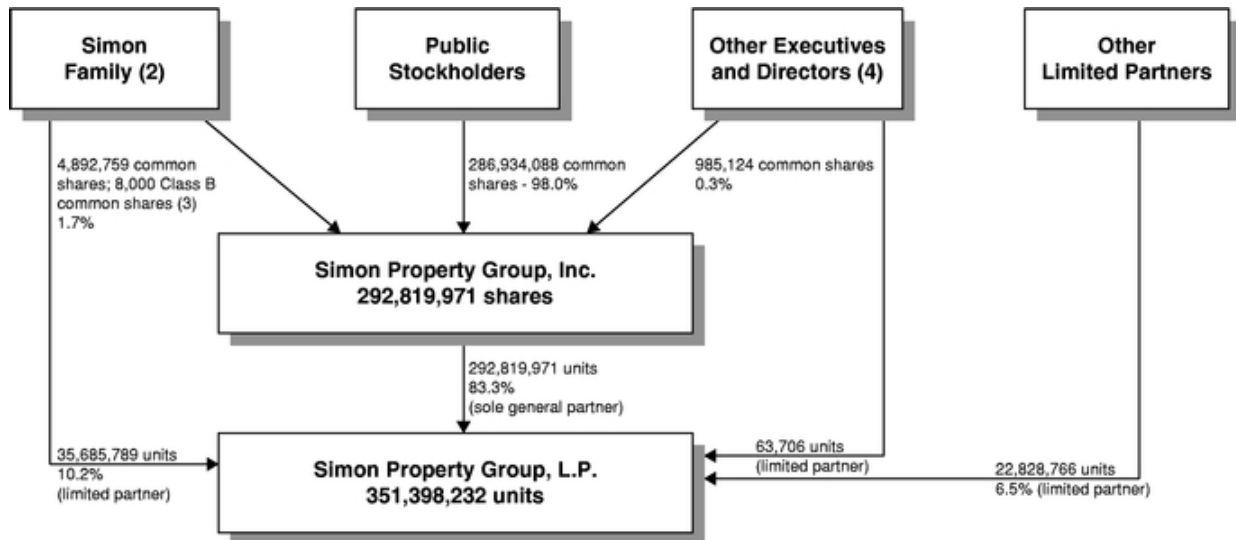 Simon
Family (2)
Public
Stockholders
Other Executives
and Directors (4)
Other
Limited Partners
4,892,759 common
shares; 8,000 Class B
common shares (3)
1.7%
286,934,088 common
shares - 98.0%
985,124 common shares
0.3%
Simon Property Group, Inc.
292,819,971 shares
292,819,971 units
83.3%
(sole general partner)
35,685,789 units
10.2%
(limited partner)
Simon Property Group, L.P.
351,398,232 units
63,706 units
(limited partner)
22,828,766 units
6.5% (limited partner)